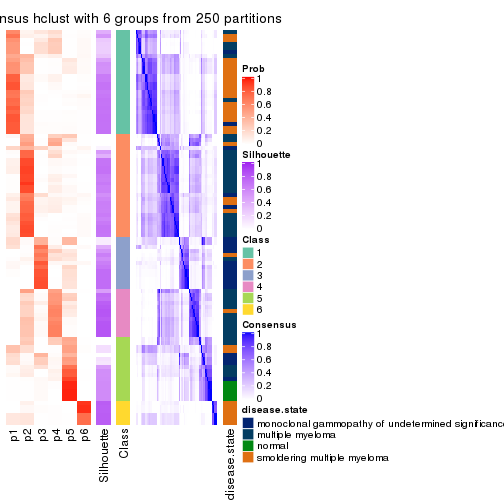 nsus hclust with 6 groups from 250 partitions
Prob
1
0.8
0.6
0.4
0.2
0
Silhouette
1
0.8
0.6
0.4
0.2
0
Class
1
2
3
4
5
6
Consensus
1
0.8
0.6
0.4
0.2
0
disease.state
monoclonal gammopathy of undetermined significance
multiple myeloma
normal
smoldering multiple myeloma
p1
p2
p3
p4
p5
p6
Silhouette
Class
disease.state